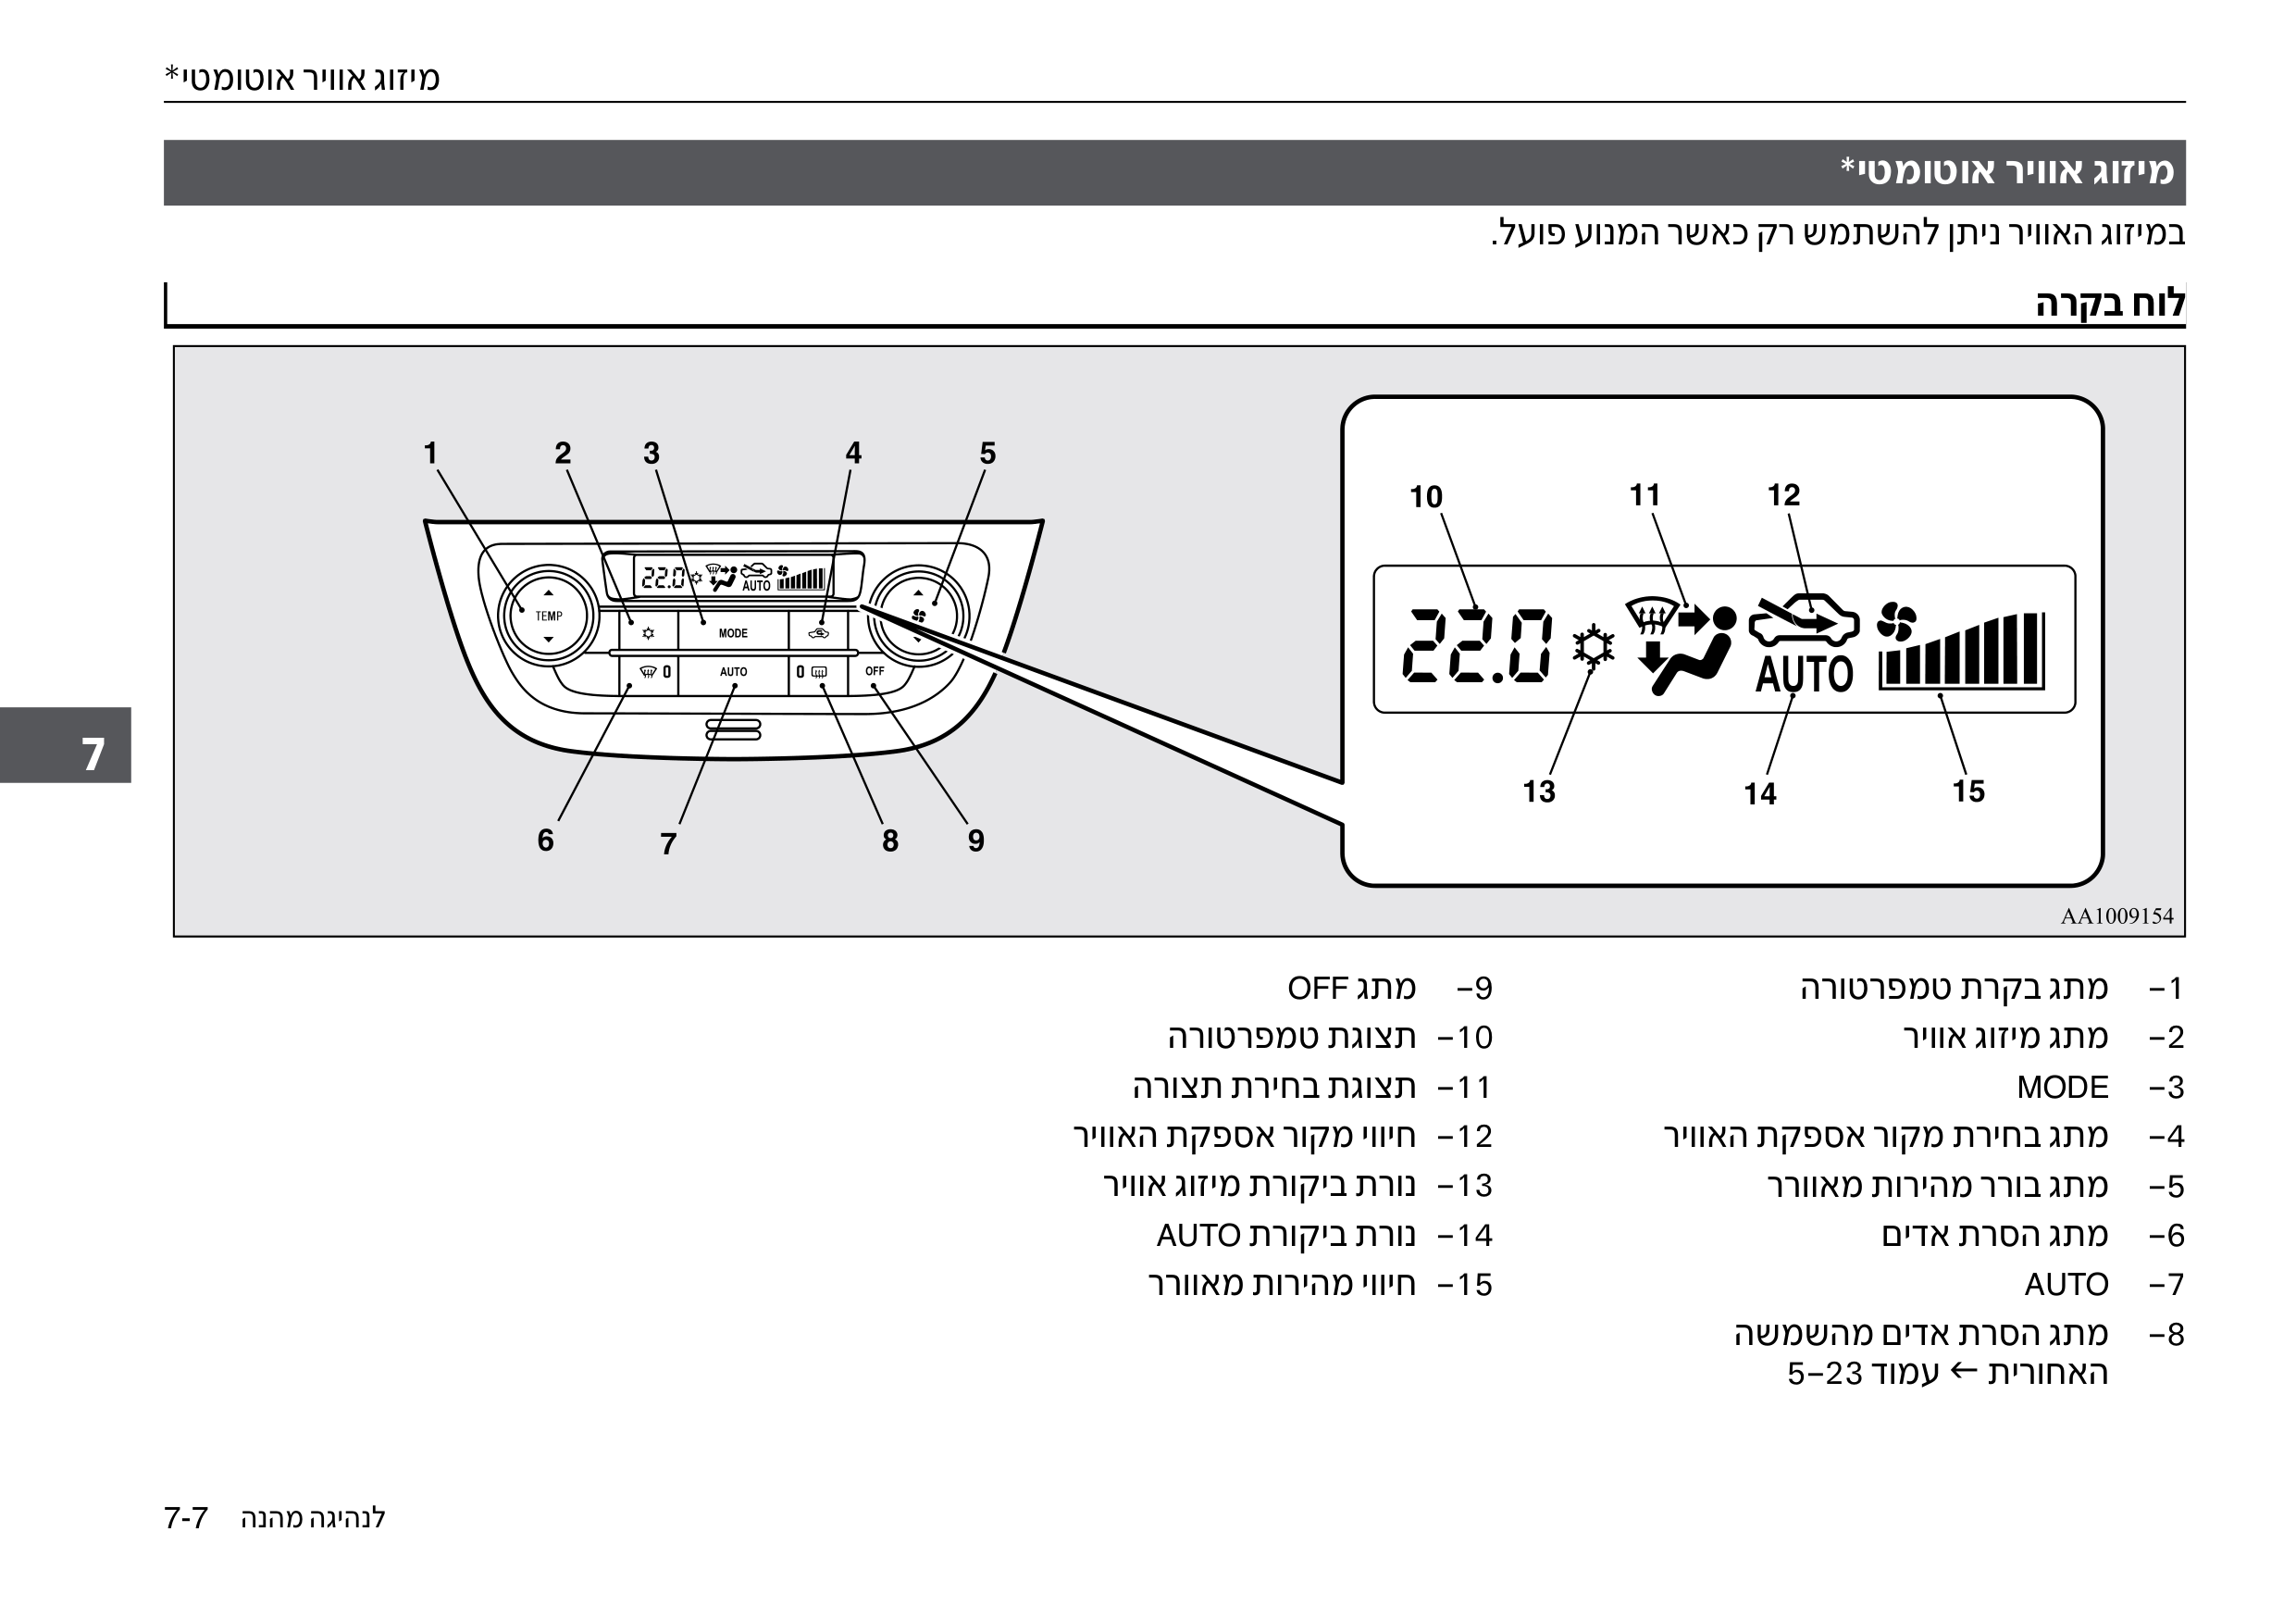 מיזוג אוויר אוטומטי*
מיזוג אוויר אוטומטי*
במיזוג האוויר ניתן להשתמש רק כאשר המנוע פועל.
לוח בקרה
1 2 3 4 5
22.0 AUTO
TEMP
MODE
AUTO
OFF
6 7 8 9
10 11 12
22.0 AUTO
13 14 15
AA1009154
7
1– מתג בקרת טמפרטורה
2– מתג מיזוג אוויר
3– MODE
4– מתג בחירת מקור אספקת האוויר
5– מתג בורר מהירות מאוורר
6– מתג הסרת אדים
7– AUTO
8– מתג הסרת אדים מהשמשה
האחורית ← עמוד 5–23
9– מתג OFF
10– תצוגת טמפרטורה
11– תצוגת בחירת תצורה
12– חיווי מקור אספקת האוויר
13– נורת ביקורת מיזוג אוויר
14– נורת ביקורת AUTO
15– חיווי מהירות מאוורר
לנהיגה מהנה 7-7